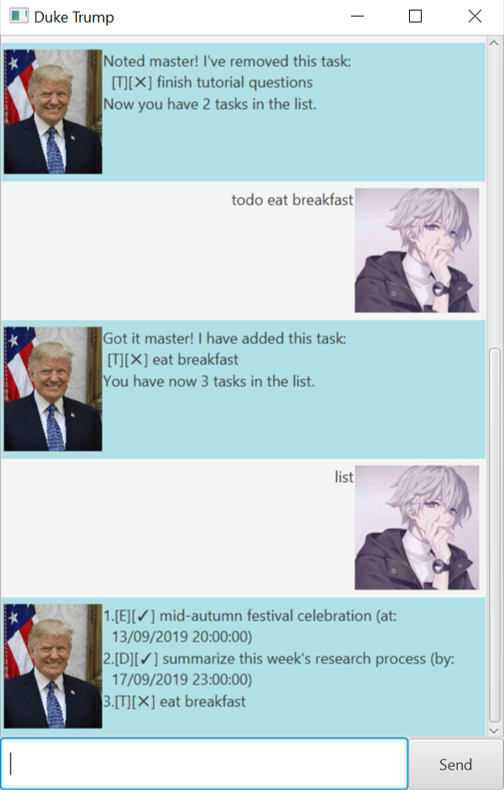 Duke Trump
Noted master! I've removed this task:
[T][✕] finish tutorial questions
Now you have 2 tasks in the list.
todo eat breakfast
Got it master! I have added this task:
[T][✕] eat breakfast
You have now 3 tasks in the list.
list
1.[E][✓] mid-autumn festival celebration (at:
13/09/2019 20:00:00)
2.[D][✓] summarize this week's research process (by:
17/09/2019 23:00:00)
3.[T][✕] eat breakfast
Send